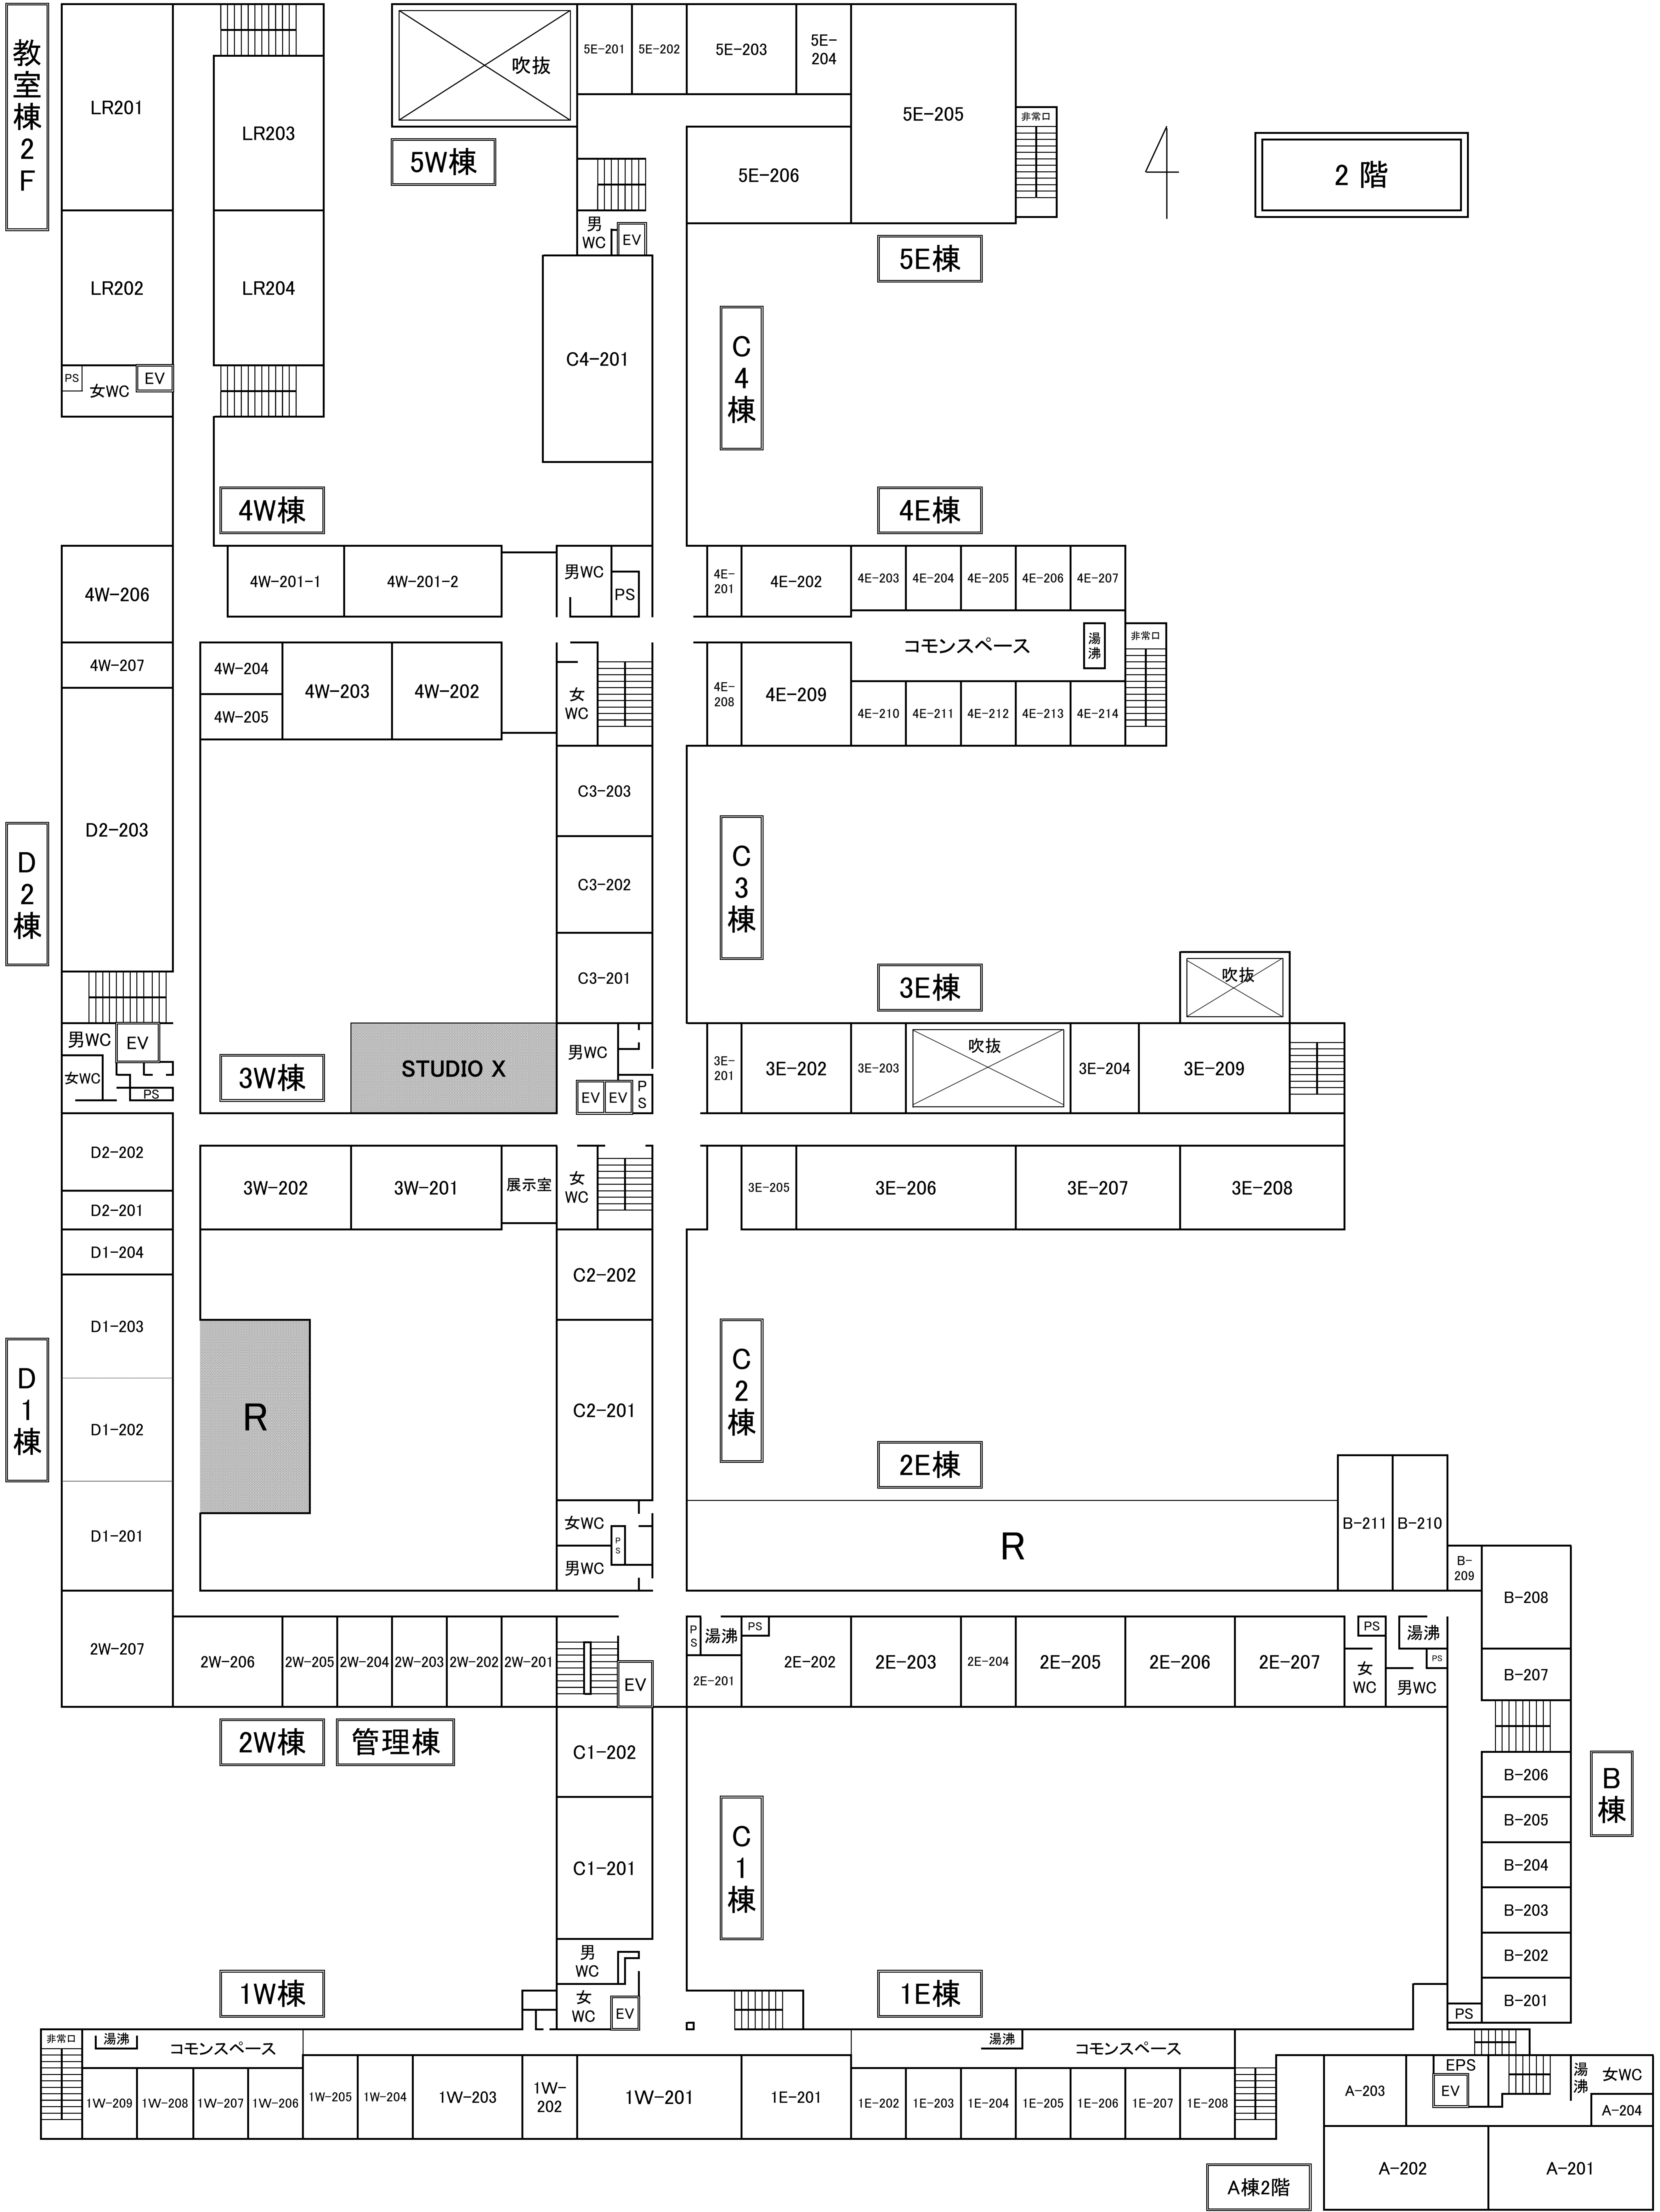 教室棟2F
LR201
LR203
LR202
LR204
PS
女WC
EV
吹抜
5E-201
5E-202
5E-203
5E-
204
5E-205
5E-206
非常口
5W棟
2 階
男
WC
EV
5E棟
C4-201
C4棟
4W棟
4E棟
4W-206
4W-201-1
4W-201-2
男WC
PS
4E-
201
4E-202
4E-203
4E-204
4E-205
4E-206
4E-207
コモンスペース
湯沸
非常口
4W-207
4W-204
4W-205
4W-203
4W-202
女
WC
4E-
208
4E-209
4E-210
4E-211
4E-212
4E-213
4E-214
D2-203
D2棟
C3-203
C3-202
C3-201
C3棟
3E棟
吹抜
男WC
EV
女WC
PS
3W棟
STUDIO X
男WC
EV
EV
PS
3E-
201
3E-202
3E-203
吹抜
3E-204
3E-209
D2-202
D2-201
3W-202
3W-201
展示室
女
WC
3E-205
3E-206
3E-207
3E-208
D1-204
D1-203
D1-202
D1-201
D1棟
R
C2-202
C2-201
C2棟
2E棟
女WC
PS
男WC
R
B-211
B-210
B-
209
B-208
B-207
2W-207
2W-206
2W-205
2W-204
2W-203
2W-202
2W-201
EV
PS
湯沸
PS
2E-201
2E-202
2E-203
2E-204
2E-205
2E-206
2E-207
PS
女
WC
湯沸
PS
男WC
2W棟
管理棟
C1-202
C1-201
C1棟
B-206
B-205
B-204
B-203
B-202
B-201
B棟
PS
1W棟
男
WC
女
WC
EV
1E棟
非常口
湯沸
コモンスペース
1W-209
1W-208
1W-207
1W-206
1W-205
1W-204
1W-203
1W-
202
1W-201
1E-201
湯沸
コモンスペース
1E-202
1E-203
1E-204
1E-205
1E-206
1E-207
1E-208
A-203
EPS
EV
湯沸
女WC
A-204
A-202
A-201
A棟2階